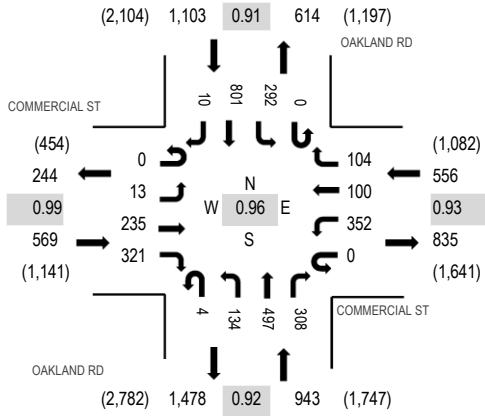 (2,104) 1,103 0.91 614 (1,197)
OAKLAND RD
COMMERCIAL ST
10 801 292 0
(454) (1,082)
0 104
244 556
13 N 100
0.99 W 0.96 E 0.93
235 S 352
569 835
321 0
(1,141) (1,641)
4 134 497 308
COMMERCIAL ST
OAKLAND RD
(2,782) 1,478 0.92 943 (1,747)